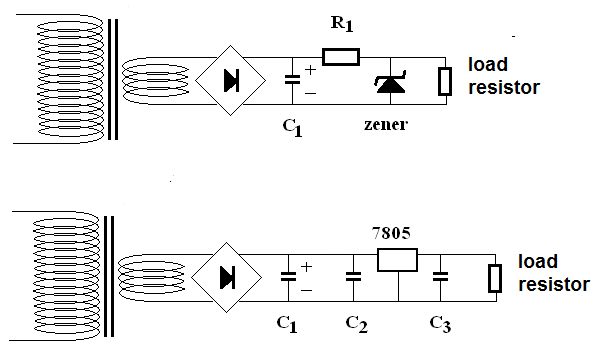 R1
+
load
resistor
−
C1
zener
7805
+
load
resistor
−
C1
C2
C3